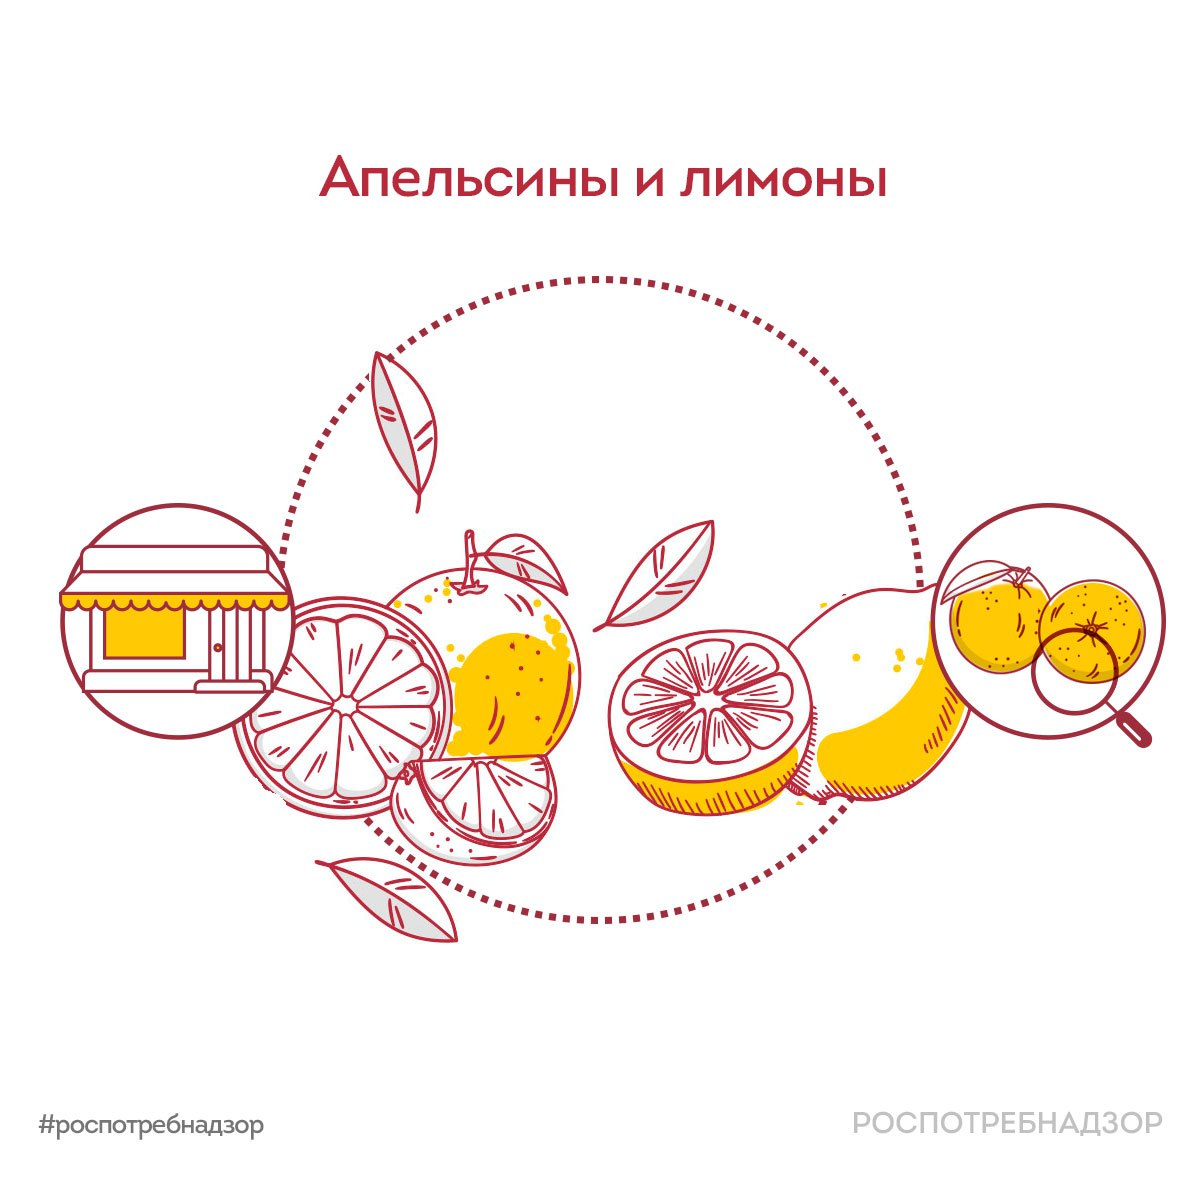 Апельсины и лимоны
#роспотребнадзор
РОСПОТРЕБНАДЗОР